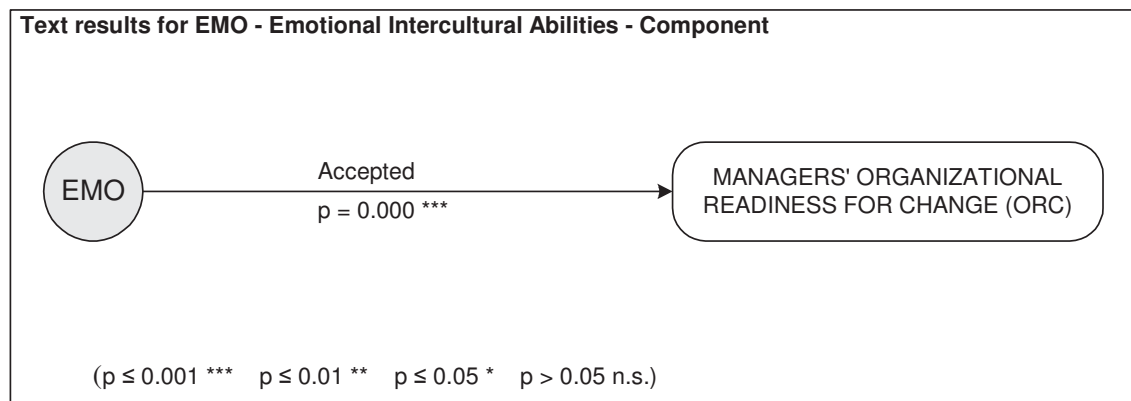 Text results for EMO - Emotional Intercultural Abilities - Component
EMO
Accepted
p = 0.000 ***
MANAGERS' ORGANIZATIONAL
READINESS FOR CHANGE (ORC)
(p ≤ 0.001 *** p ≤ 0.01 ** p ≤ 0.05 * p > 0.05 n.s.)